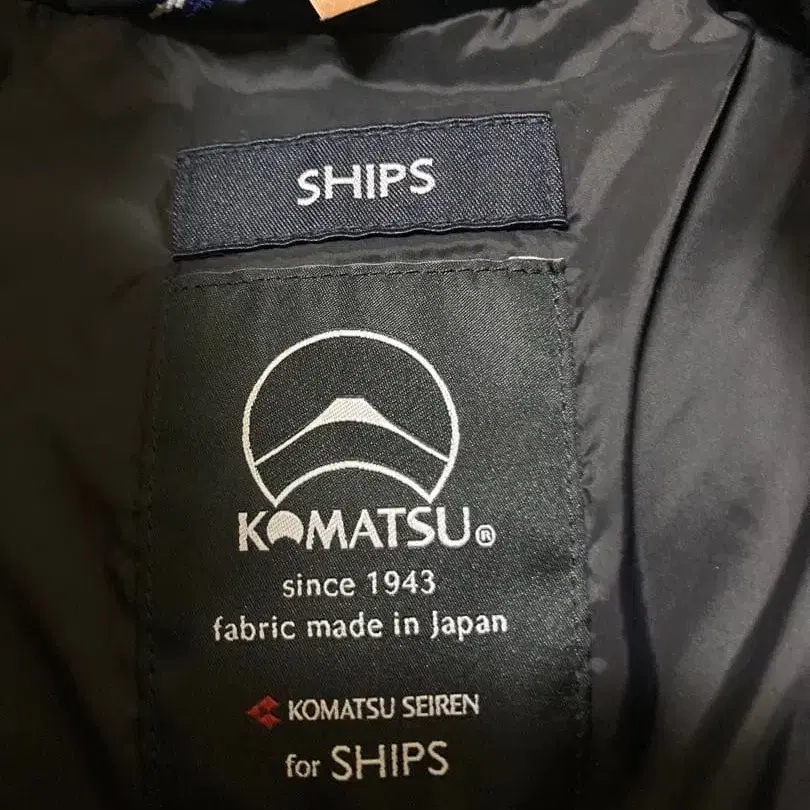 SHIPS
KOMATSU®
since 1943
fabric made in Japan
KOMATSU SEIREN
for SHIPS